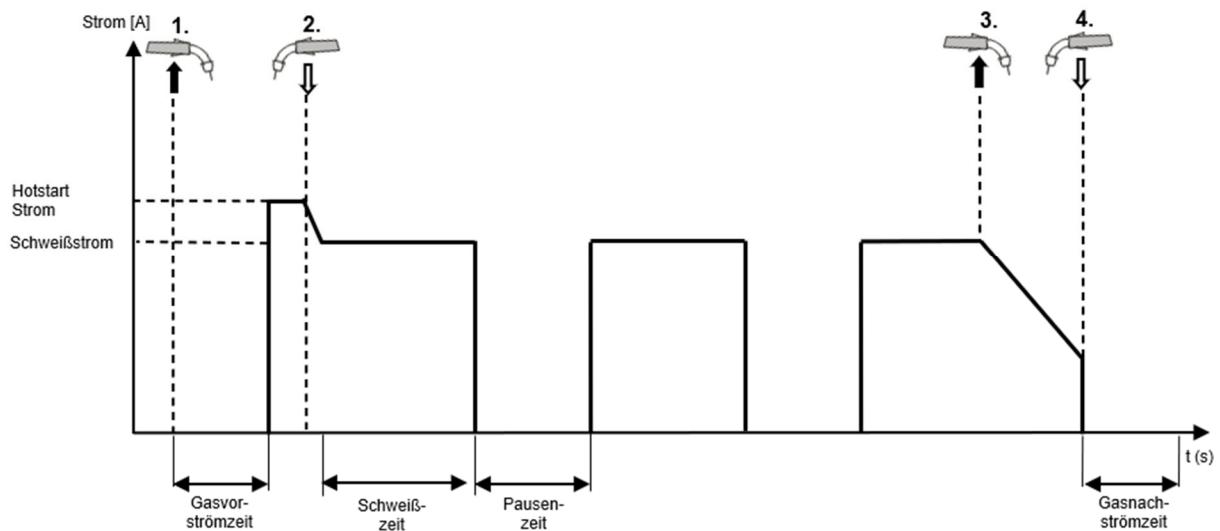 Strom [A]
1.
2.
3.
4.
Hotstart
Strom
Schweißstrom
t (s)
Gasvor-
strömzeit
Schweiß-
zeit
Pausen-
zeit
Gasnach-
strömzeit